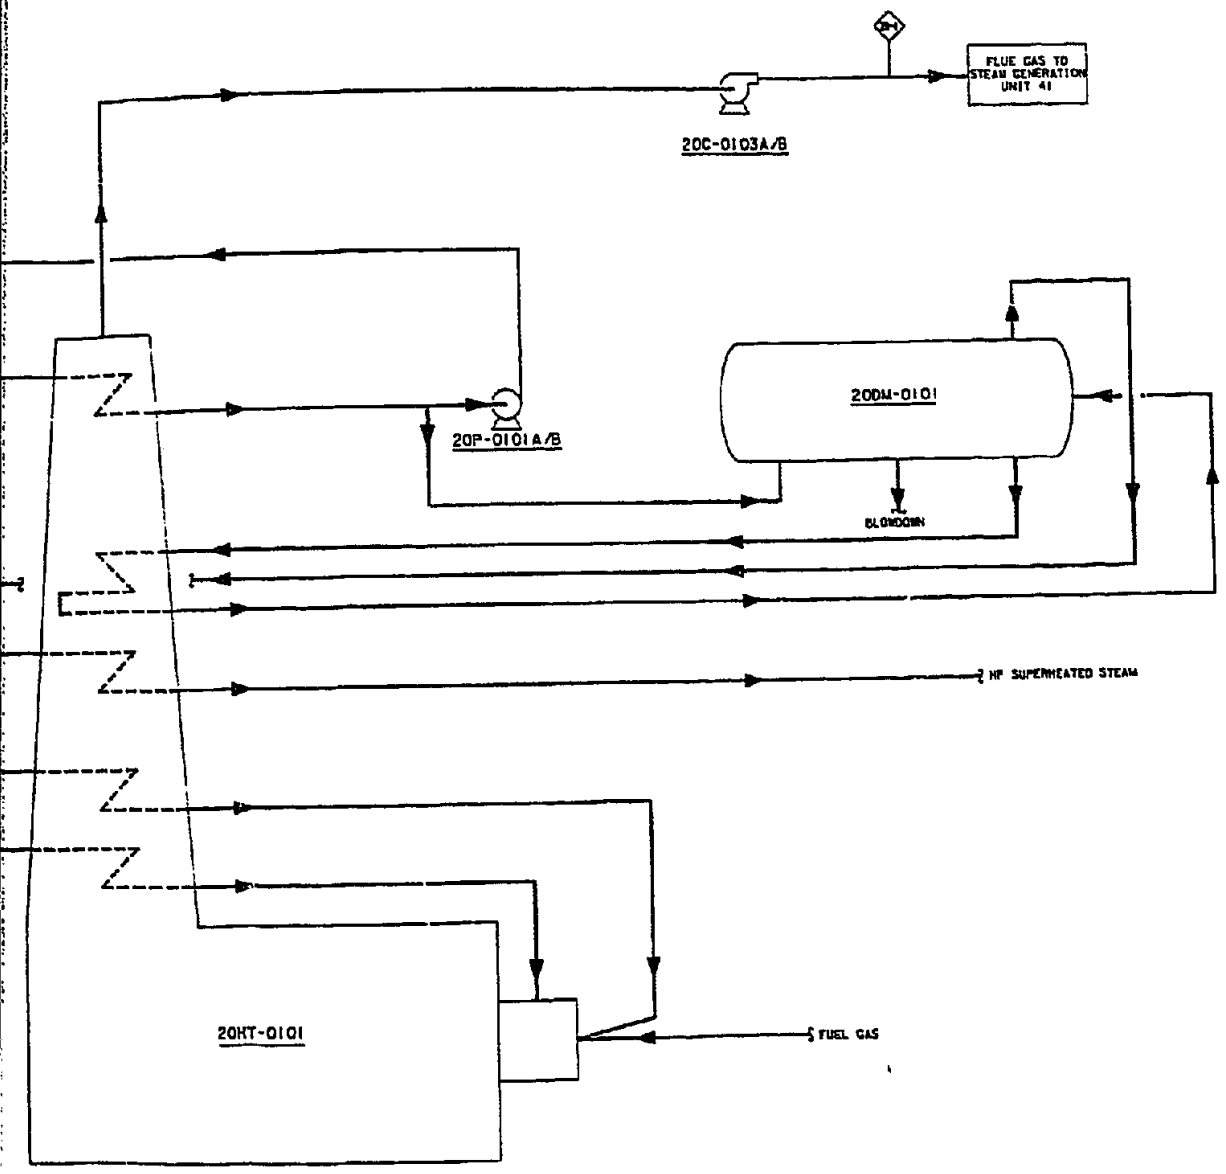 FLUE GAS TO
STEAM GENERATION
UNIT 41
20C-0103A/B
20DM-0101
20P-0101A/B
BLOWDOWN
HP SUPERHEATED STEAM
20HT-0101
FUEL GAS